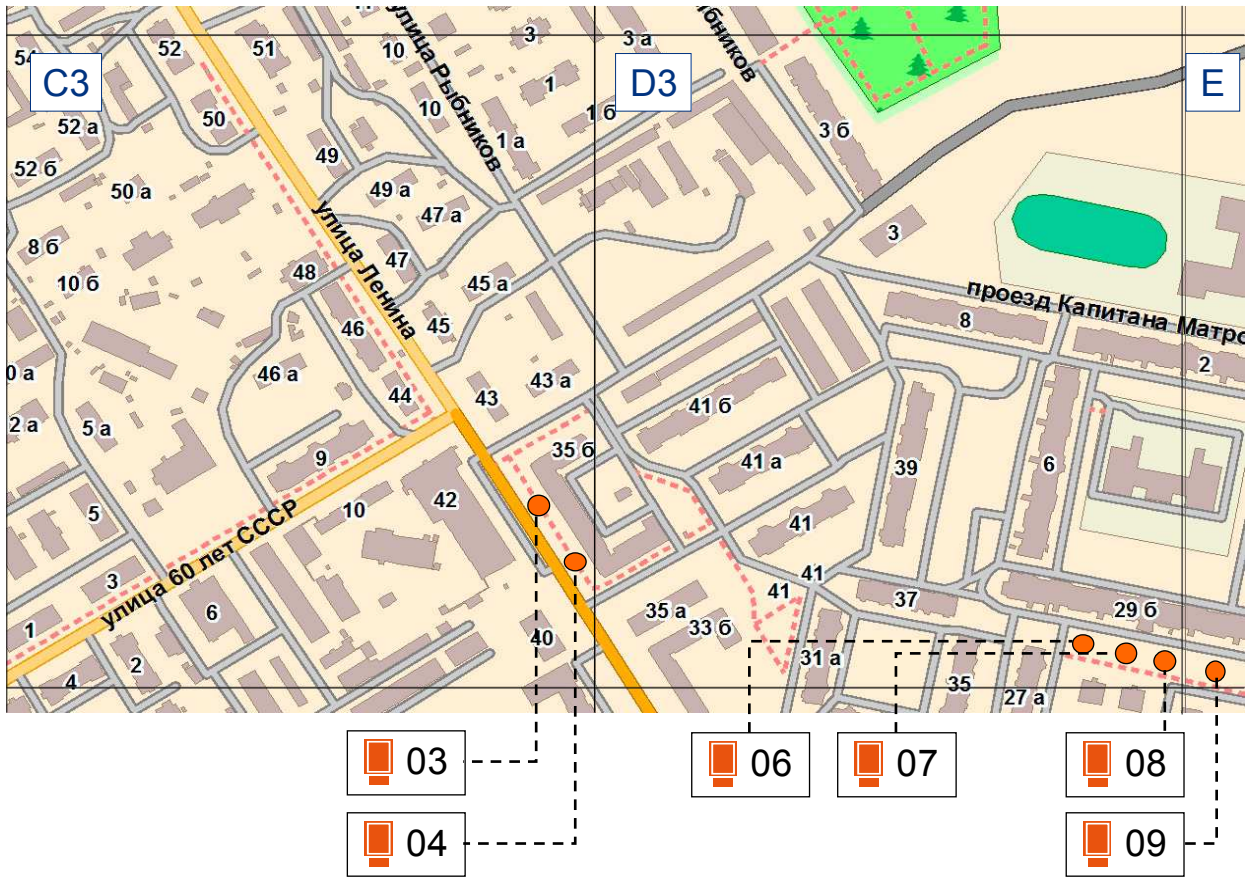 52
51
10
улица Рыбников
3
3 а
рыбников
C3
D3
E
54
50
10
1
1 б
52 а
3 б
1 а
49
52 б
50 а
49 а
47 а
улица Ленина
3
8 б
10 б
48
47
45 а
проезд Капитана Матро
46
45
8
2
46 а
0 а
44
43
43 а
41 б
2 а
5 а
35 б
9
41 а
39
6
42
5
10
41
улица 60 лет СССР
3
41
37
41
29 б
6
35 а
33 б
1
40
2
31 а
4
35
27 а
03
06
07
08
04
09